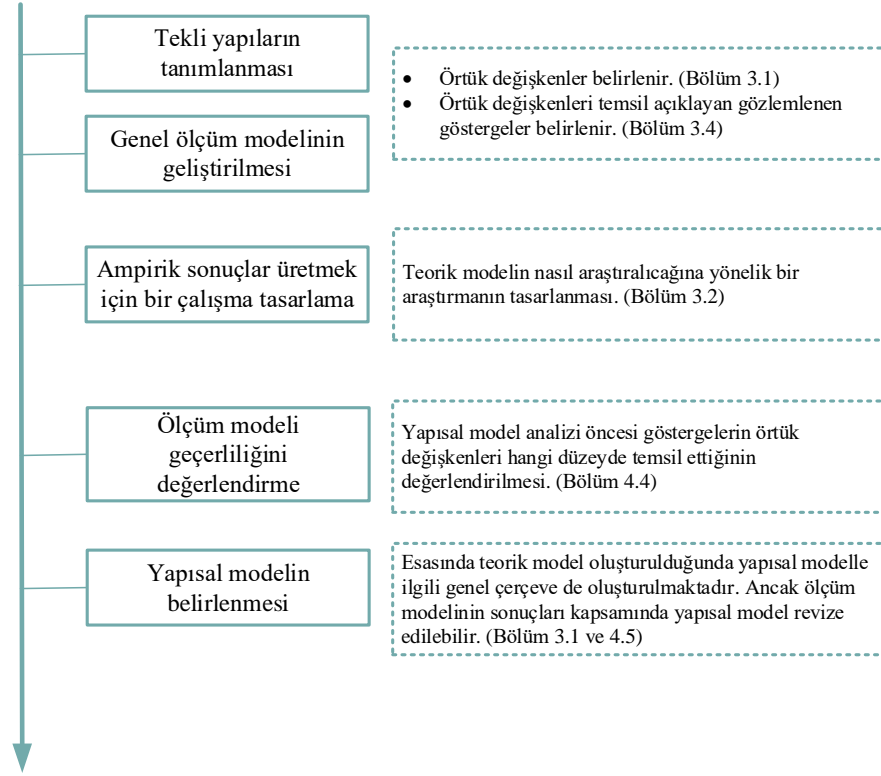 Tekli yapıların
tanımlanması
• Örtük değişkenler belirlenir. (Bölüm 3.1)
• Örtük değişkenleri temsil açıklayan gözlemlenen
göstergeler belirlenir. (Bölüm 3.4)
Genel ölçüm modelinin
geliştirilmesi
Ampirik sonuçlar üretmek
için bir çalışma tasarlama
Teorik modelin nasıl araştıralıcağına yönelik bir
araştırmanın tasarlanması. (Bölüm 3.2)
Ölçüm modeli
geçerliliğini
değerlendirme
Yapısal model analizi öncesi göstergelerin örtük
değişkenleri hangi düzeyde temsil ettiğinin
değerlendirilmesi. (Bölüm 4.4)
Yapısal modelin
belirlenmesi
Esasında teorik model oluşturulduğunda yapısal modelle
ilgili genel çerçeve de oluşturulmaktadır. Ancak ölçüm
modelinin sonuçları kapsamında yapısal model revize
edilebilir. (Bölüm 3.1 ve 4.5)